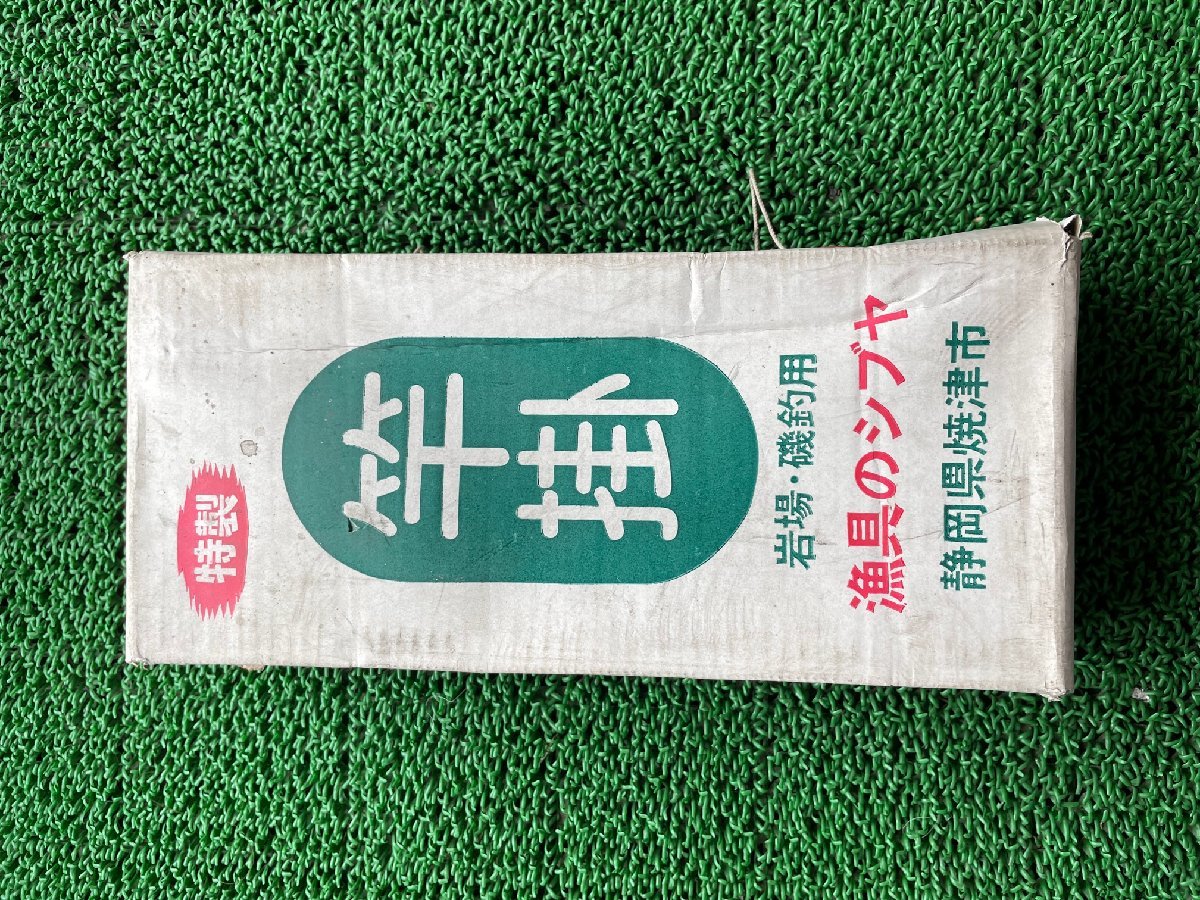 特製
竿掛
岩場・磯釣用
漁具のシブヤ
静岡県焼津市